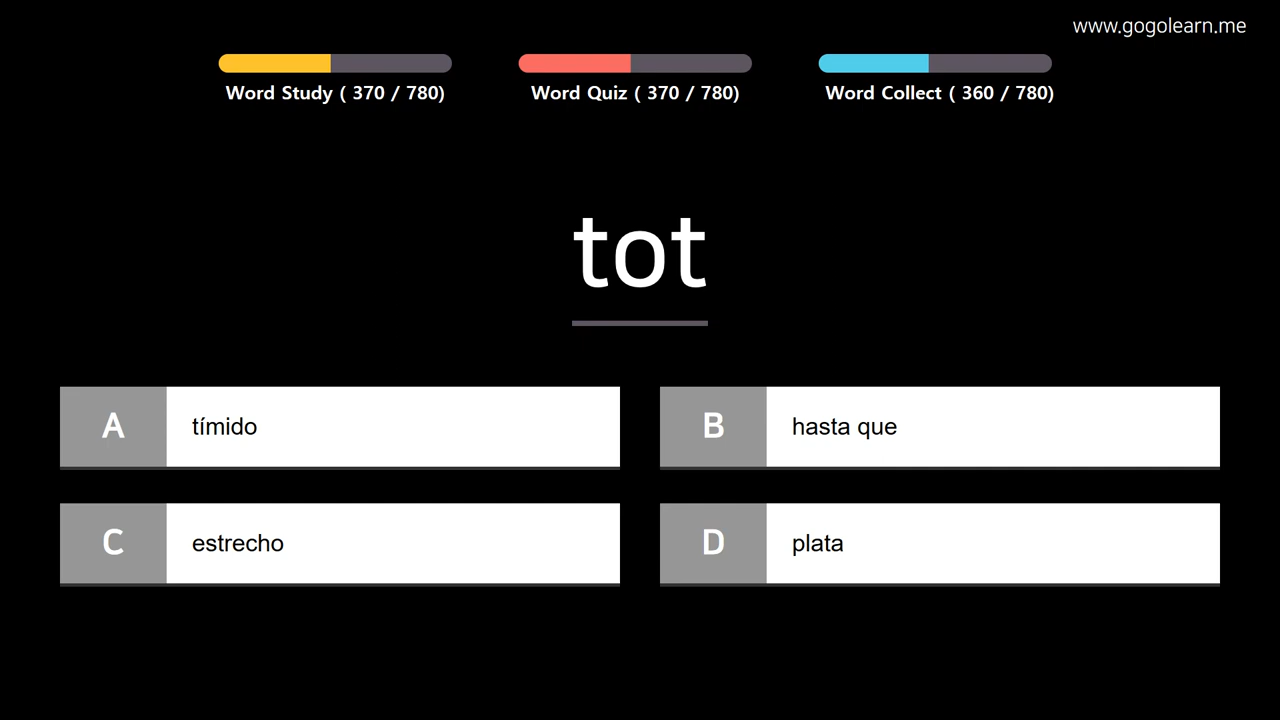 www.gogolearn.me
Word Study ( 370 / 780)
Word Quiz ( 370 / 780)
Word Collect ( 360 / 780)
tot
A
tímido
B
hasta que
C
estrecho
D
plata